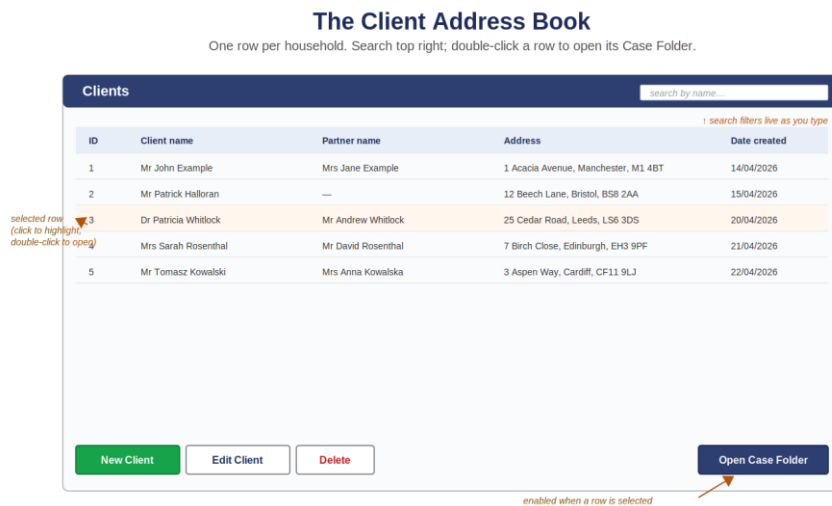 The Client Address Book
One row per household. Search top right; double-click a row to open its Case Folder.
Clients
search by name...
↑ search filters live as you type
ID Client name Partner name Address Date created
1 Mr John Example Mrs Jane Example 1 Acacia Avenue, Manchester, M1 4BT 14/04/2026
2 Mr Patrick Halloran — 12 Beech Lane, Bristol, BS8 2AA 15/04/2026
3 Dr Patricia Whitlock Mr Andrew Whitlock 25 Cedar Road, Leeds, LS6 3DS 20/04/2026
4 Mrs Sarah Rosenthal Mr David Rosenthal 7 Birch Close, Edinburgh, EH3 9PF 21/04/2026
5 Mr Tomasz Kowalski Mrs Anna Kowalska 3 Aspen Way, Cardiff, CF11 9LJ 22/04/2026
selected row
(click to highlight,
double-click to open)
New Client Edit Client Delete Open Case Folder
enabled when a row is selected